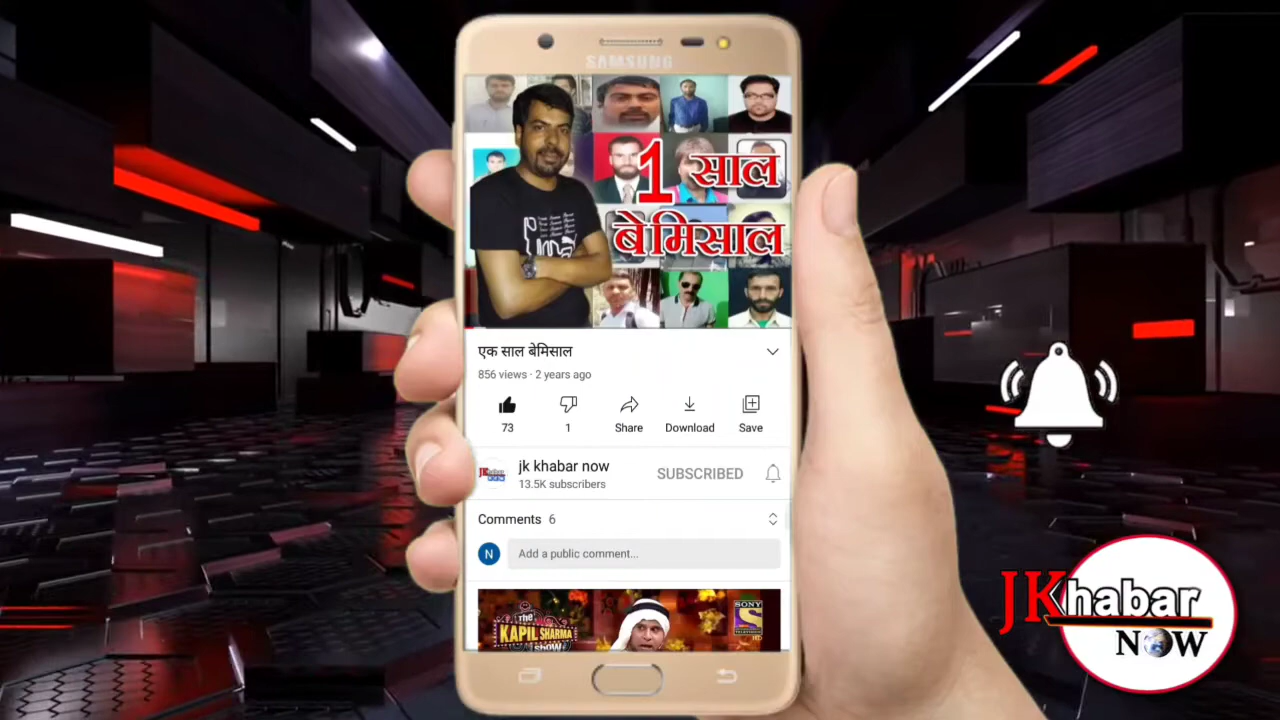 SAMSUNG
1 साल
बेमिसाल
एक साल बेमिसाल
856 views · 2 years ago
73
1
Share
Download
Save
jk khabar now
13.5K subscribers
SUBSCRIBED
Comments 6
N
Add a public comment...
The
KAPIL SHARMA
Show
SONY
JKhabar
NOW